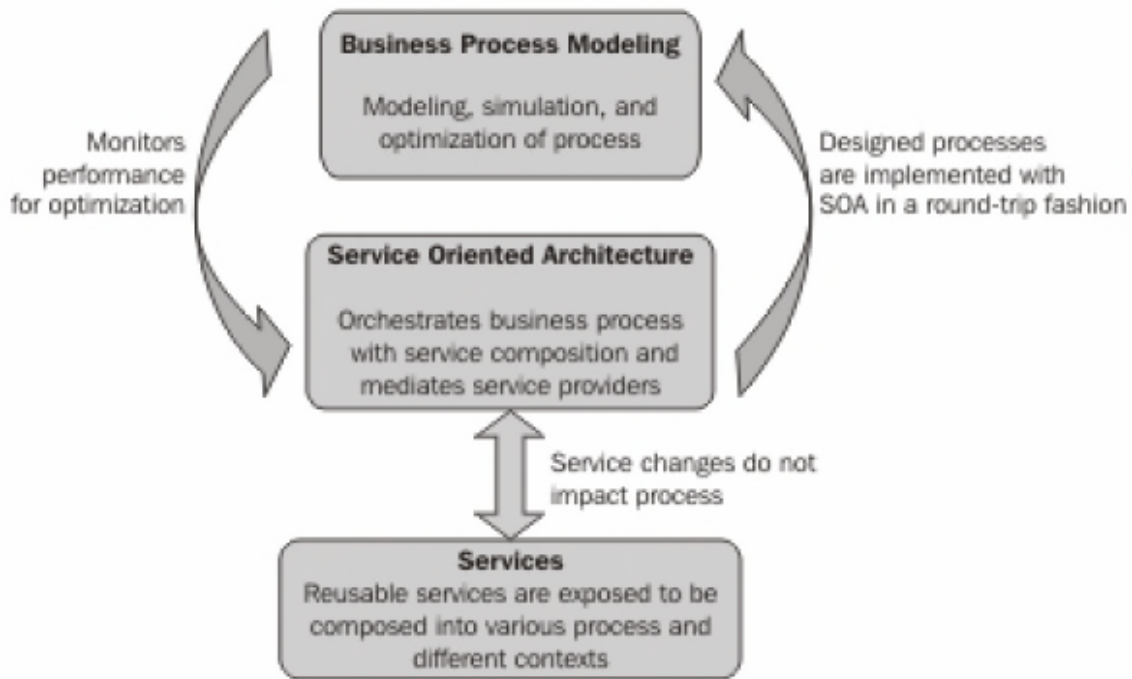 Business Process Modeling
Modeling, simulation, and
optimization of process
Monitors
performance
for optimization
Designed processes
are implemented with
SOA in a round-trip fashion
Service Oriented Architecture
Orchestrates business process
with service composition and
mediates service providers
Service changes do not
impact process
Services
Reusable services are exposed to be
composed into various process and
different contexts